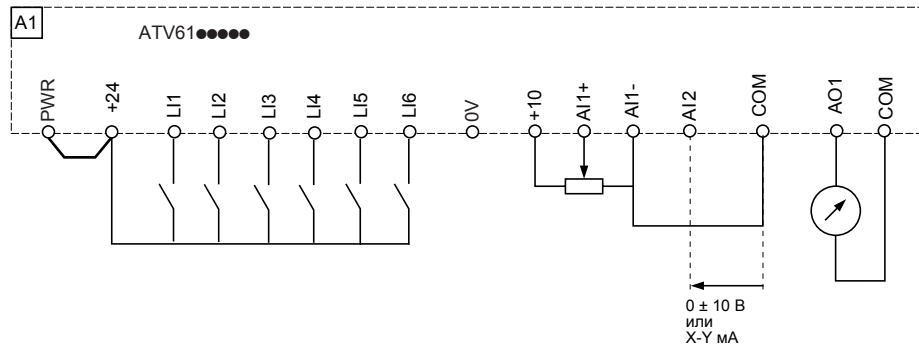 A1
ATV61●●●●●
PWR
+24
LI1
LI2
LI3
LI4
LI5
LI6
0V
+10
AI1+
AI1-
AI2
COM
AO1
COM
0 ± 10 В
или
X-Y мА